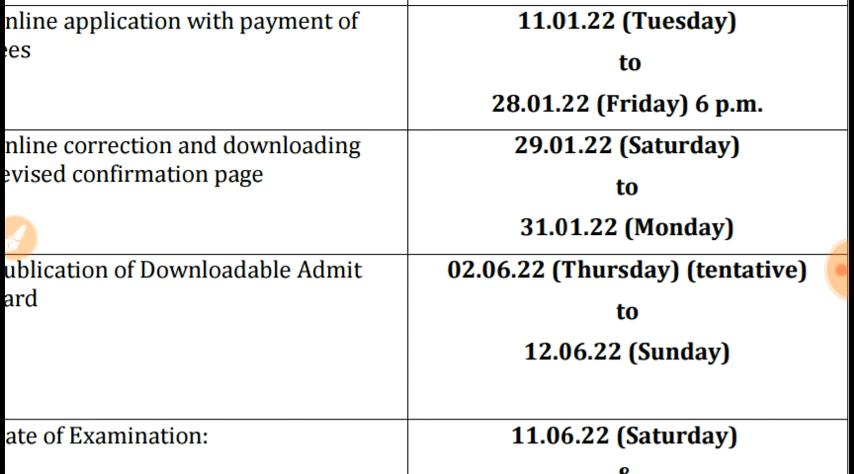 nline application with payment of
ees
11.01.22 (Tuesday)
to
28.01.22 (Friday) 6 p.m.
nline correction and downloading
evised confirmation page
29.01.22 (Saturday)
to
31.01.22 (Monday)
ublication of Downloadable Admit
ard
02.06.22 (Thursday) (tentative)
to
12.06.22 (Sunday)
ate of Examination:
11.06.22 (Saturday)